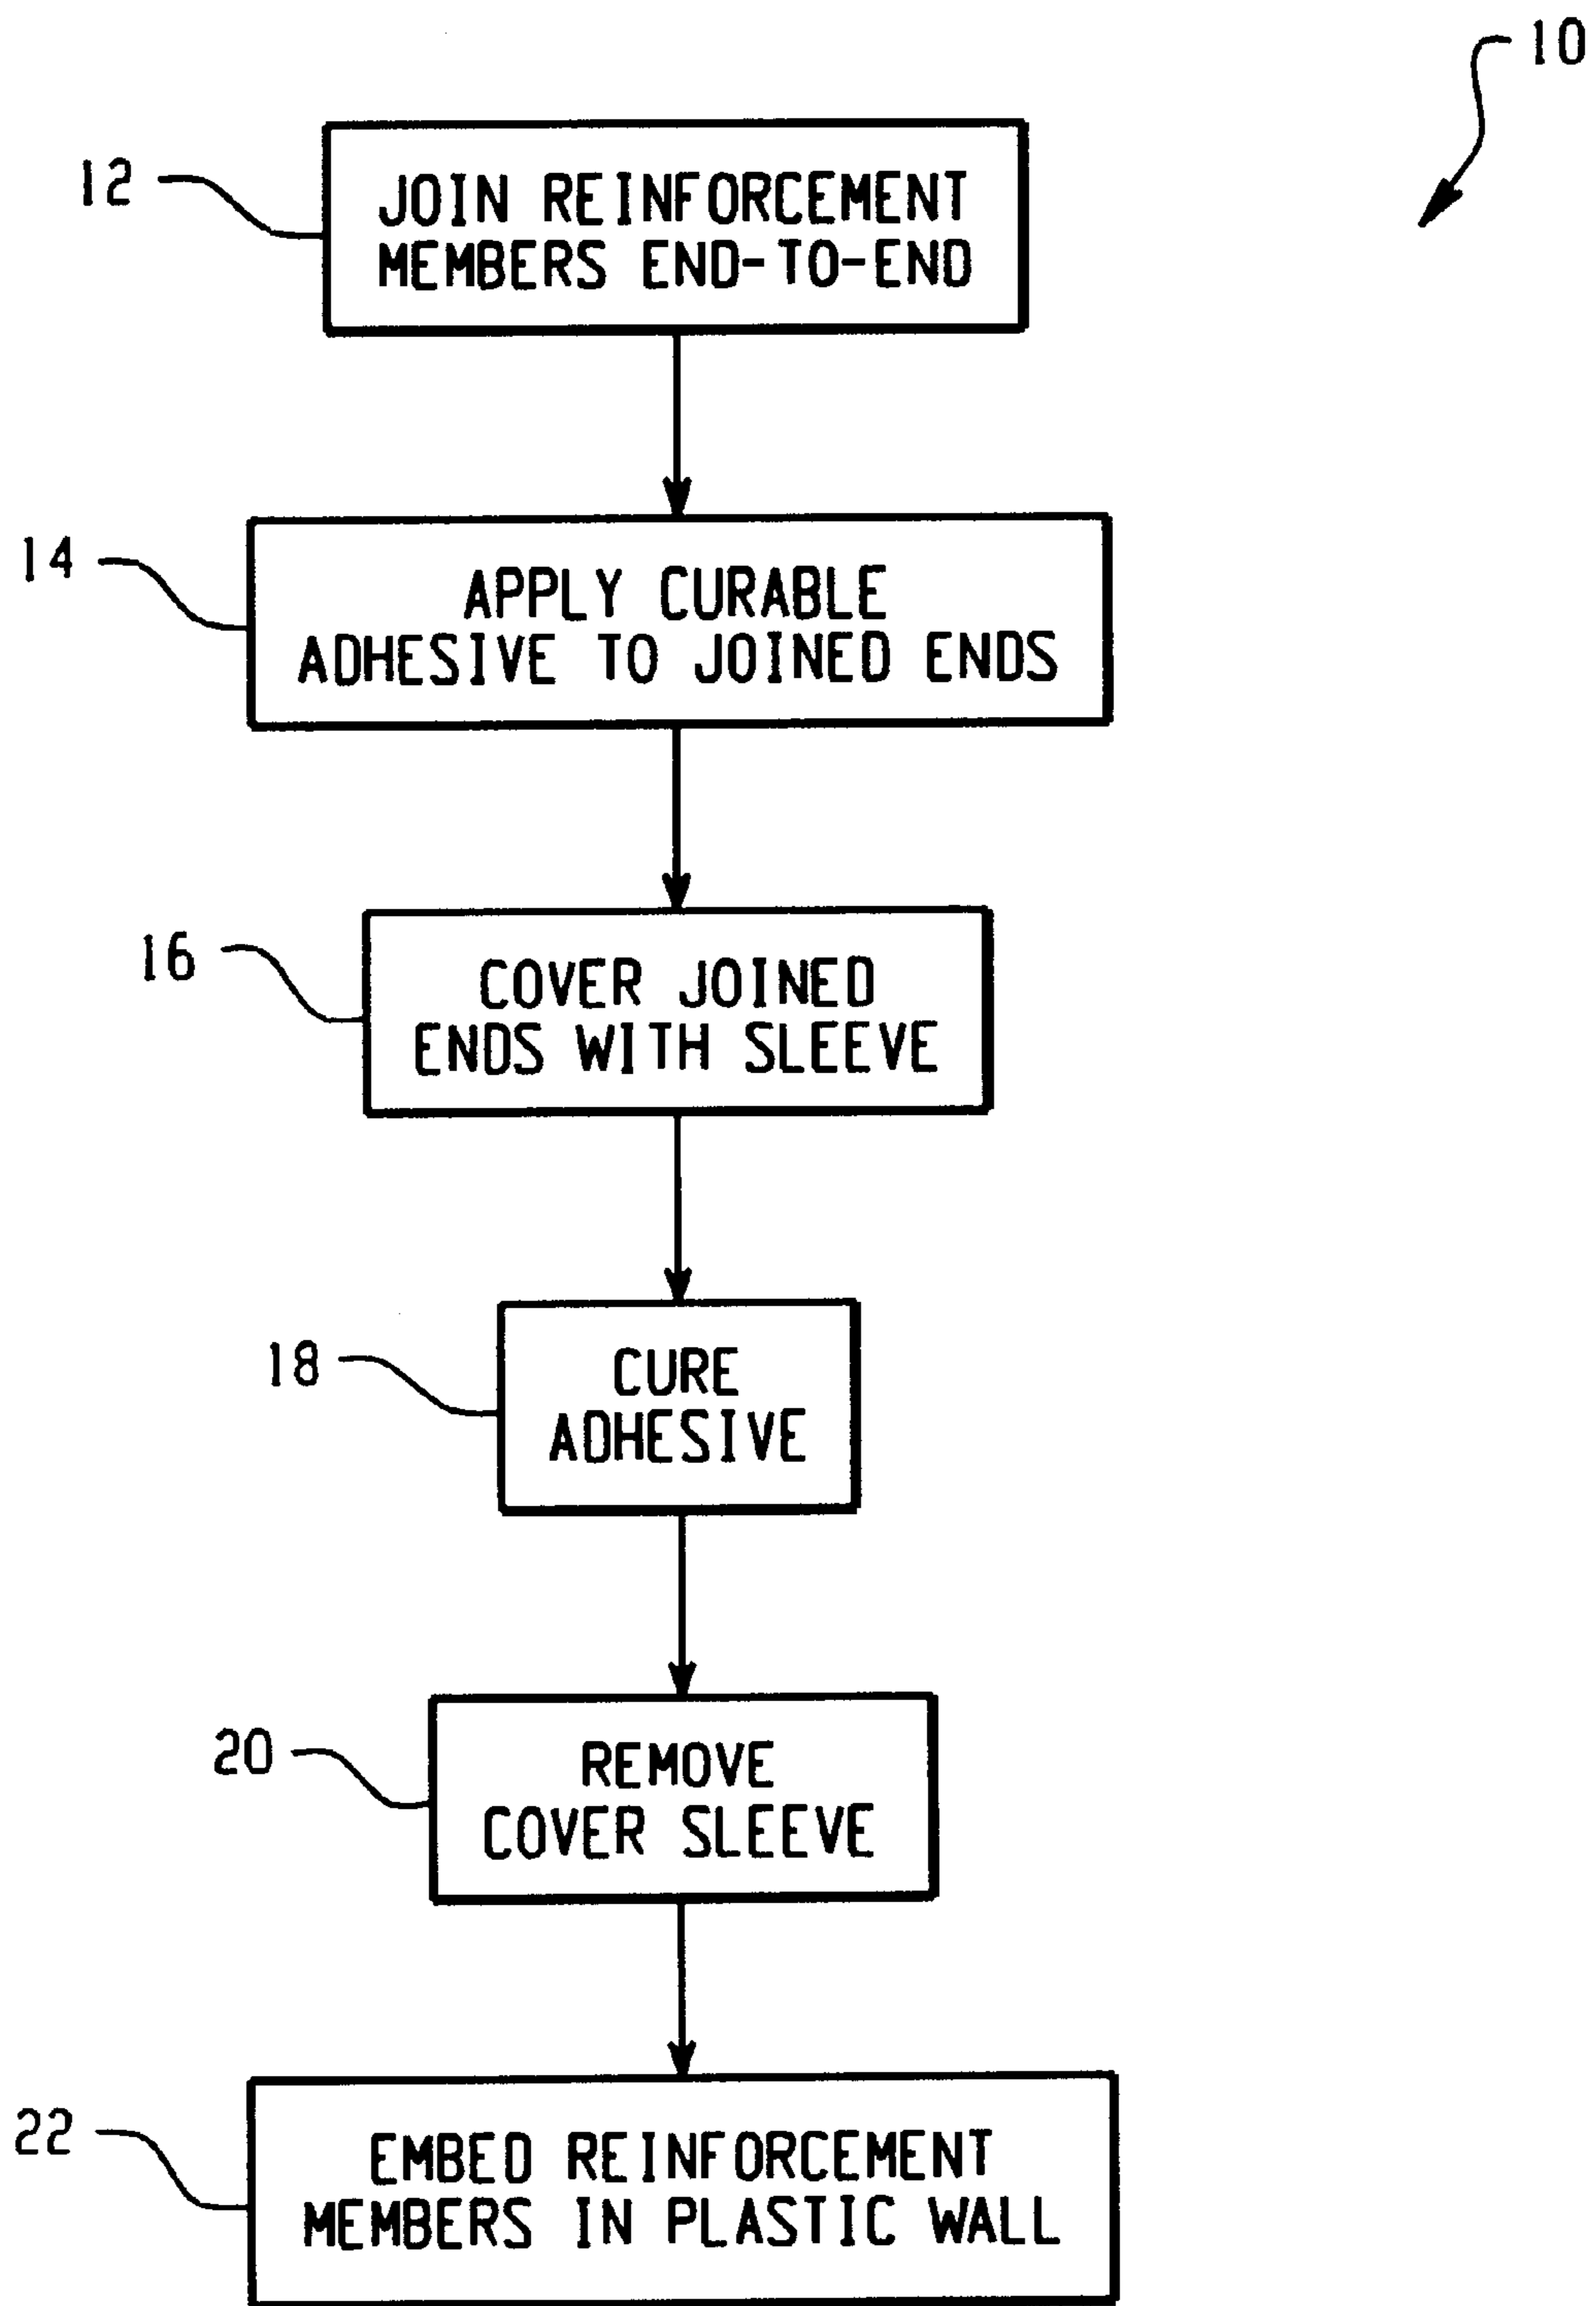 10
12
JOIN REINFORCEMENT
MEMBERS END-TO-END
14
APPLY CURABLE
ADHESIVE TO JOINED ENDS
16
COVER JOINED
ENDS WITH SLEEVE
18
CURE
ADHESIVE
20
REMOVE
COVER SLEEVE
22
EMBED REINFORCEMENT
MEMBERS IN PLASTIC WALL